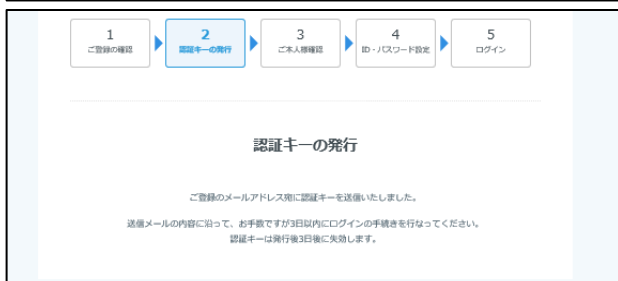 1
ご登録の確認
2
認証キーの発行
3
ご本人様確認
4
ID・パスワード設定
5
ログイン
認証キーの発行
ご登録のメールアドレス宛に認証キーを送信いたしました。
送信メールの内容に沿って、お手数ですが3日以内にログインの手続きを行なってください。
認証キーは発行後3日後に失効します。